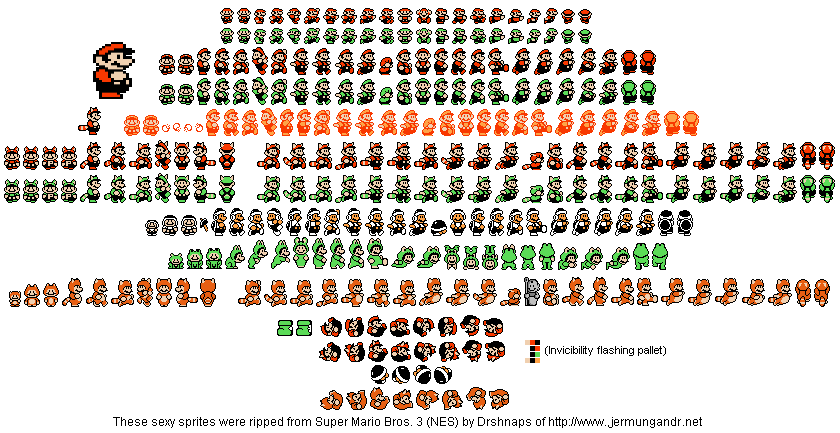 (Invicibility flashing pallet)
These sexy sprites were ripped from Super Mario Bros. 3 (NES) by Drshnaps of http://www.jermungandr.net